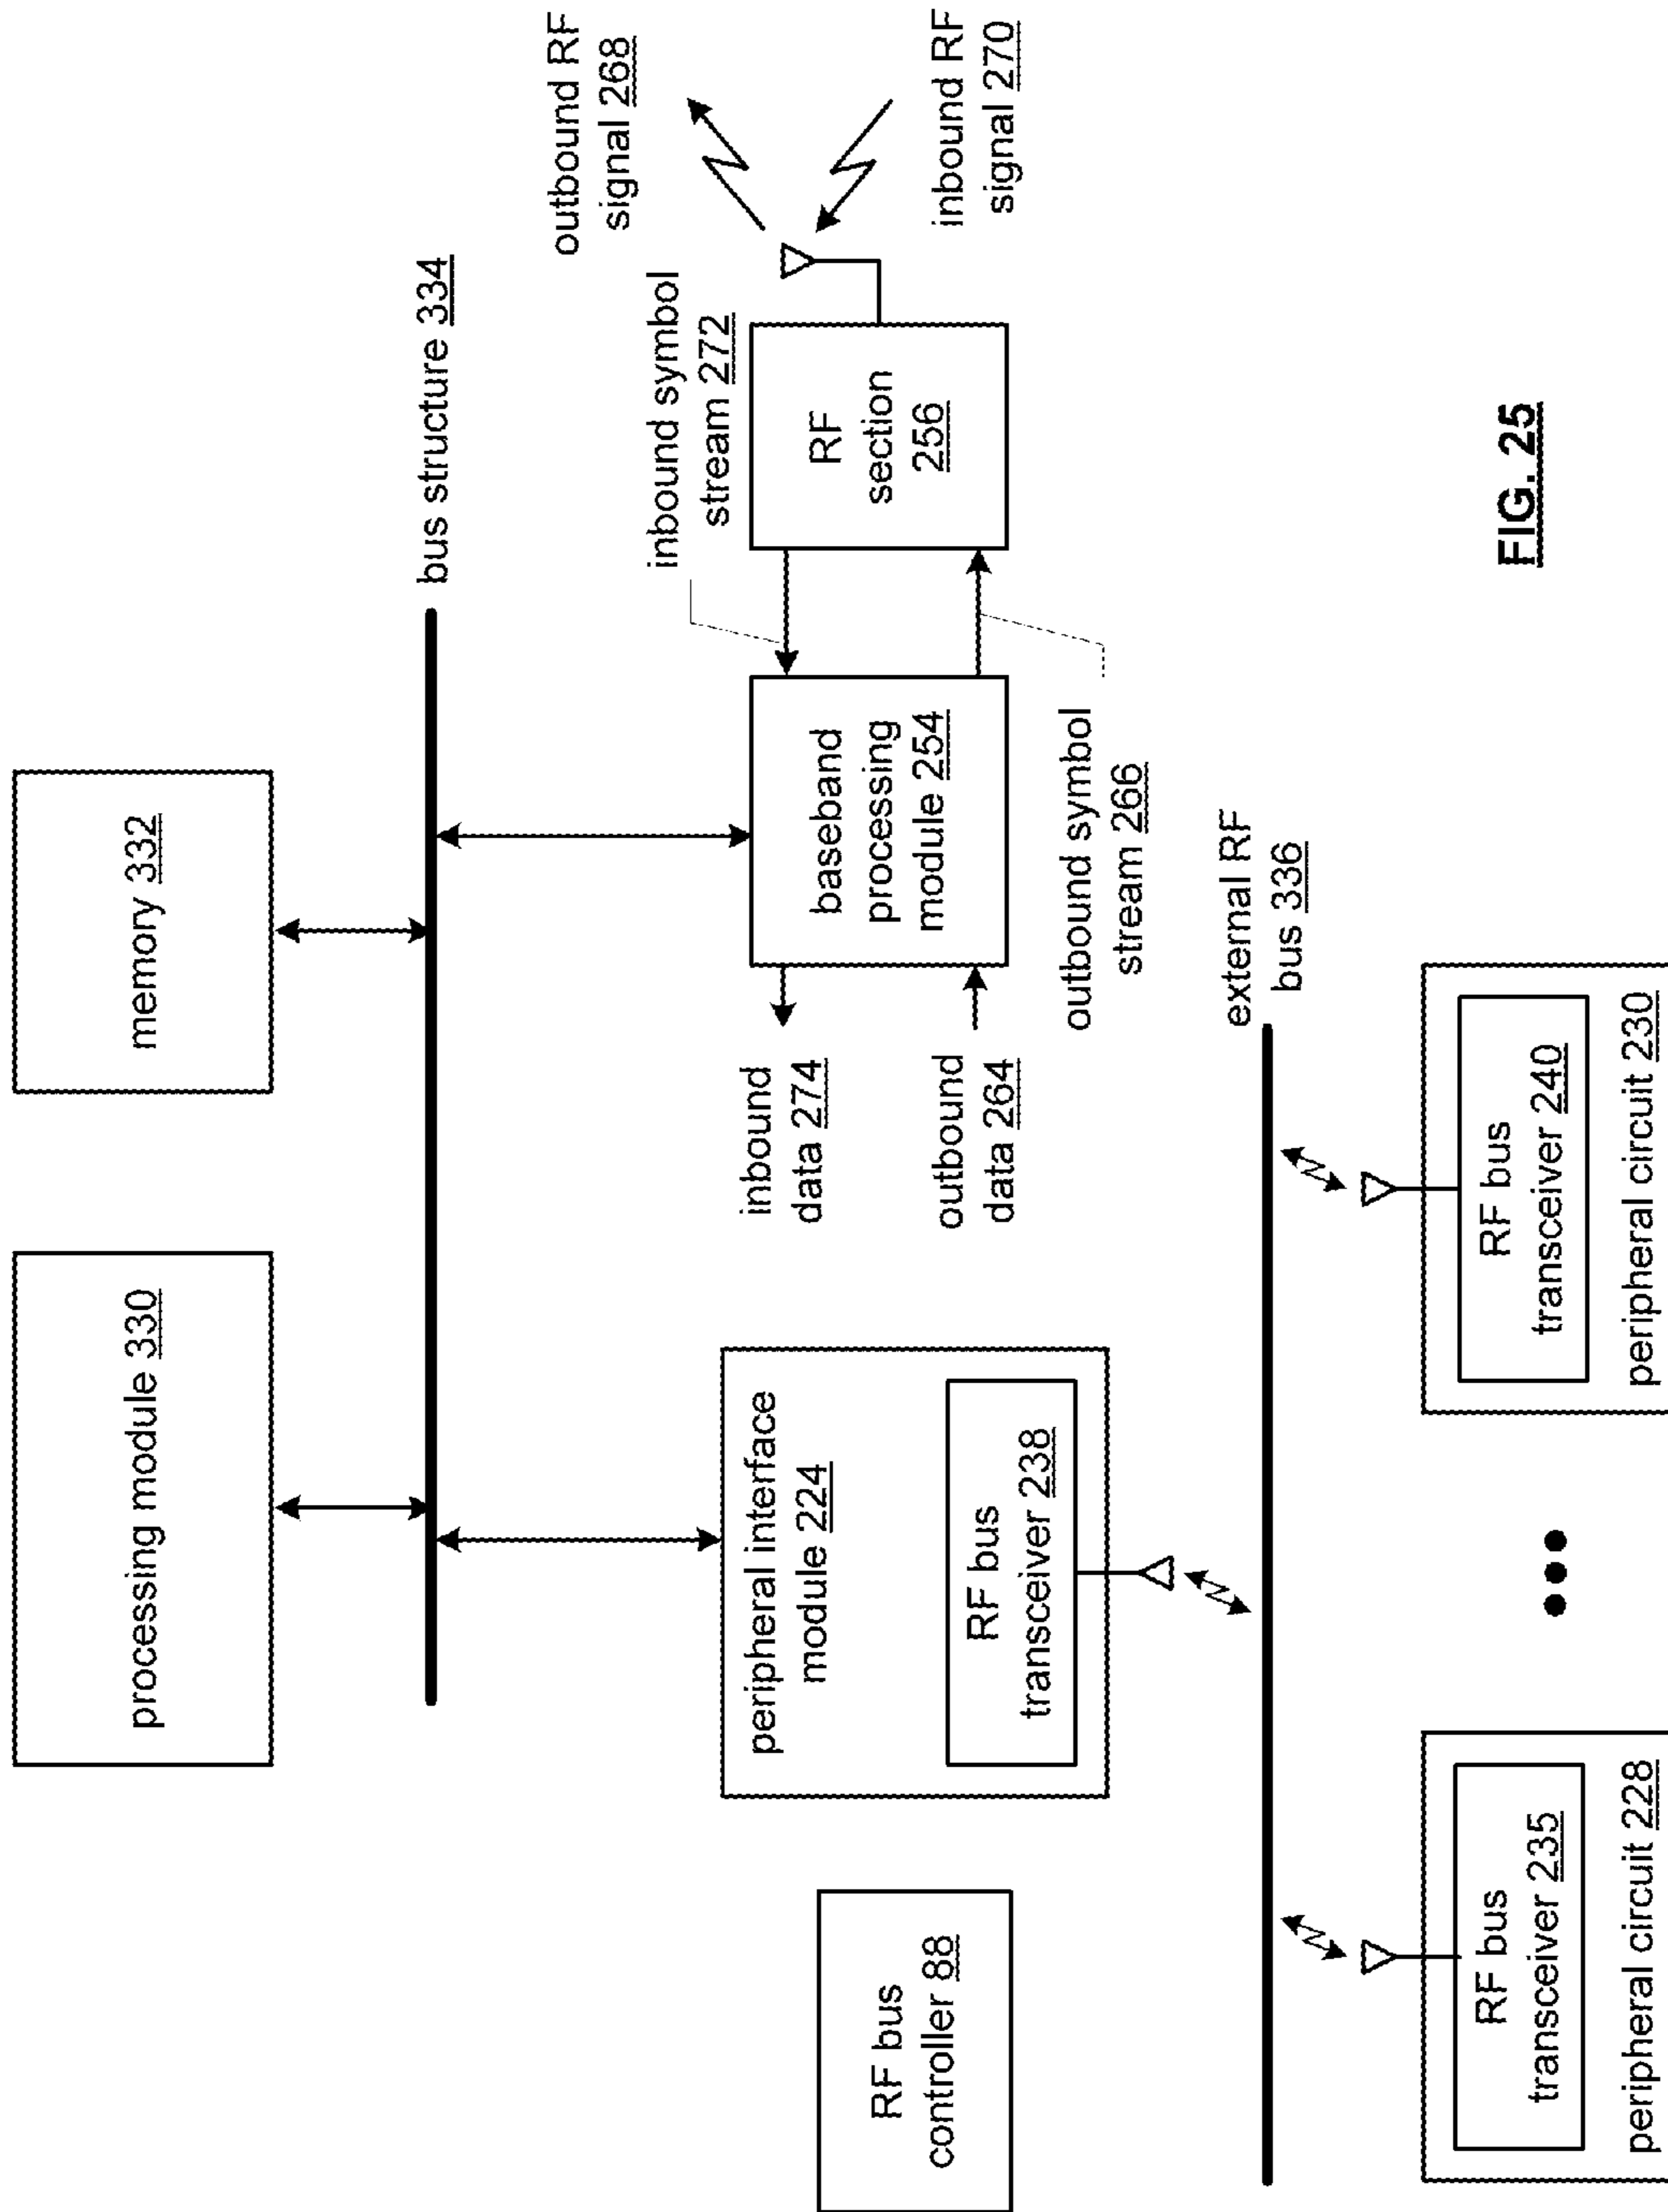 processing module 330
memory 332
bus structure 334
RF bus
controller 88
peripheral interface
module 224
RF bus
transceiver 238
inbound
data 274
outbound
data 264
baseband
processing
module 254
inbound symbol
stream 272
outbound symbol
stream 266
RF
section
256
outbound RF
signal 268
inbound RF
signal 270
external RF
bus 336
RF bus
transceiver 235
peripheral circuit 228
RF bus
transceiver 240
peripheral circuit 230
FIG. 25